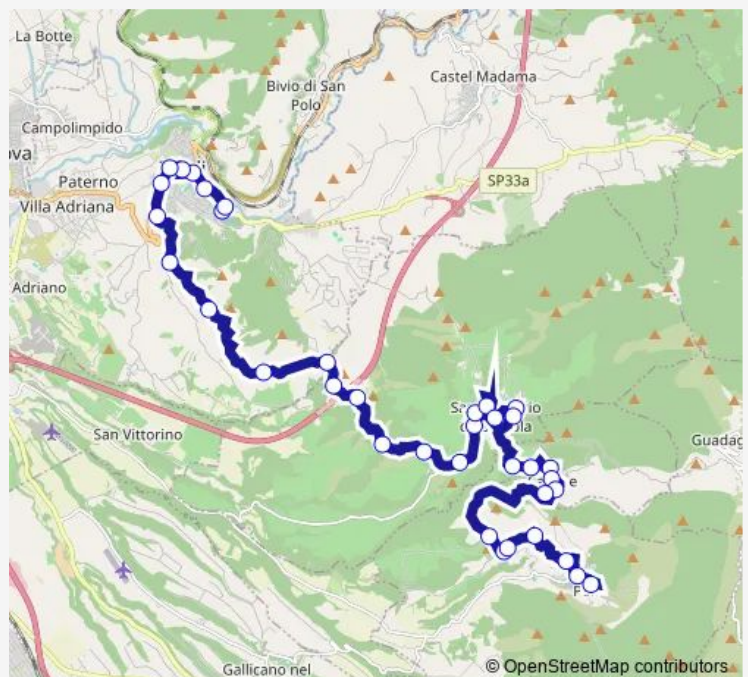 La Botte
Castel Madama
Bivio di San
Polo
Campolimpido
ova
SP33a
Paterno
Villa Adriana
Adriano
San Vittorino
Guadag
Gallicano nel
© OpenStreetMap contributors